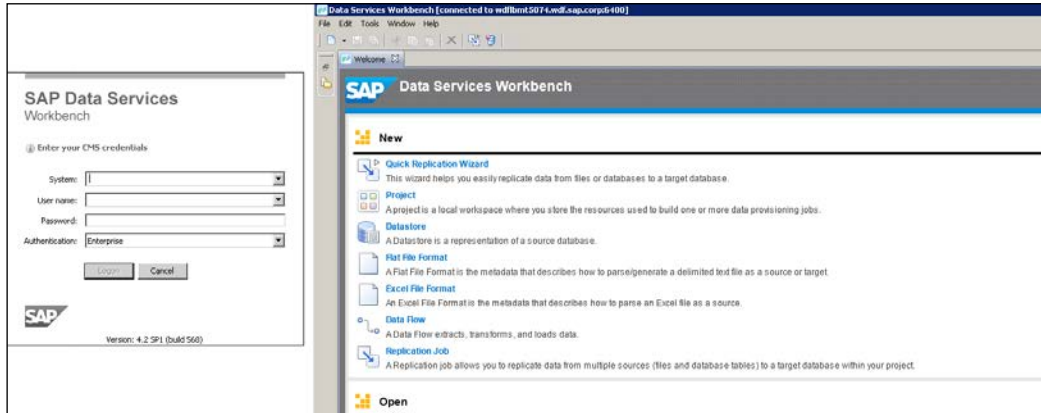 SAP Data Services
Workbench
Enter your CMS credentials
System:
User name:
Password:
Authentication: Enterprise
Logon Cancel
SAP
Version: 4.2 SP1 (build 568)
Data Services Workbench [connected to wdflbmt5074.wdf.sap.corp:6400]
File Edit Tools Window Help
Welcome
SAP Data Services Workbench
New
Quick Replication Wizard
This wizard helps you easily replicate data from files or databases to a target database.
Project
A project is a local workspace where you store the resources used to build one or more data provisioning jobs.
Datastore
A Datastore is a representation of a source database.
Flat File Format
A Flat File Format is the metadata that describes how to parse/generate a delimited text file as a source or target
Excel File Format
An Excel File Format is the metadata that describes how to parse an Excel file as a source.
Data Flow
A Data Flow extracts, transforms, and loads data.
Replication Job
A Replication job allows you to replicate data from multiple sources (files and database tables) to a target database within your project.
Open